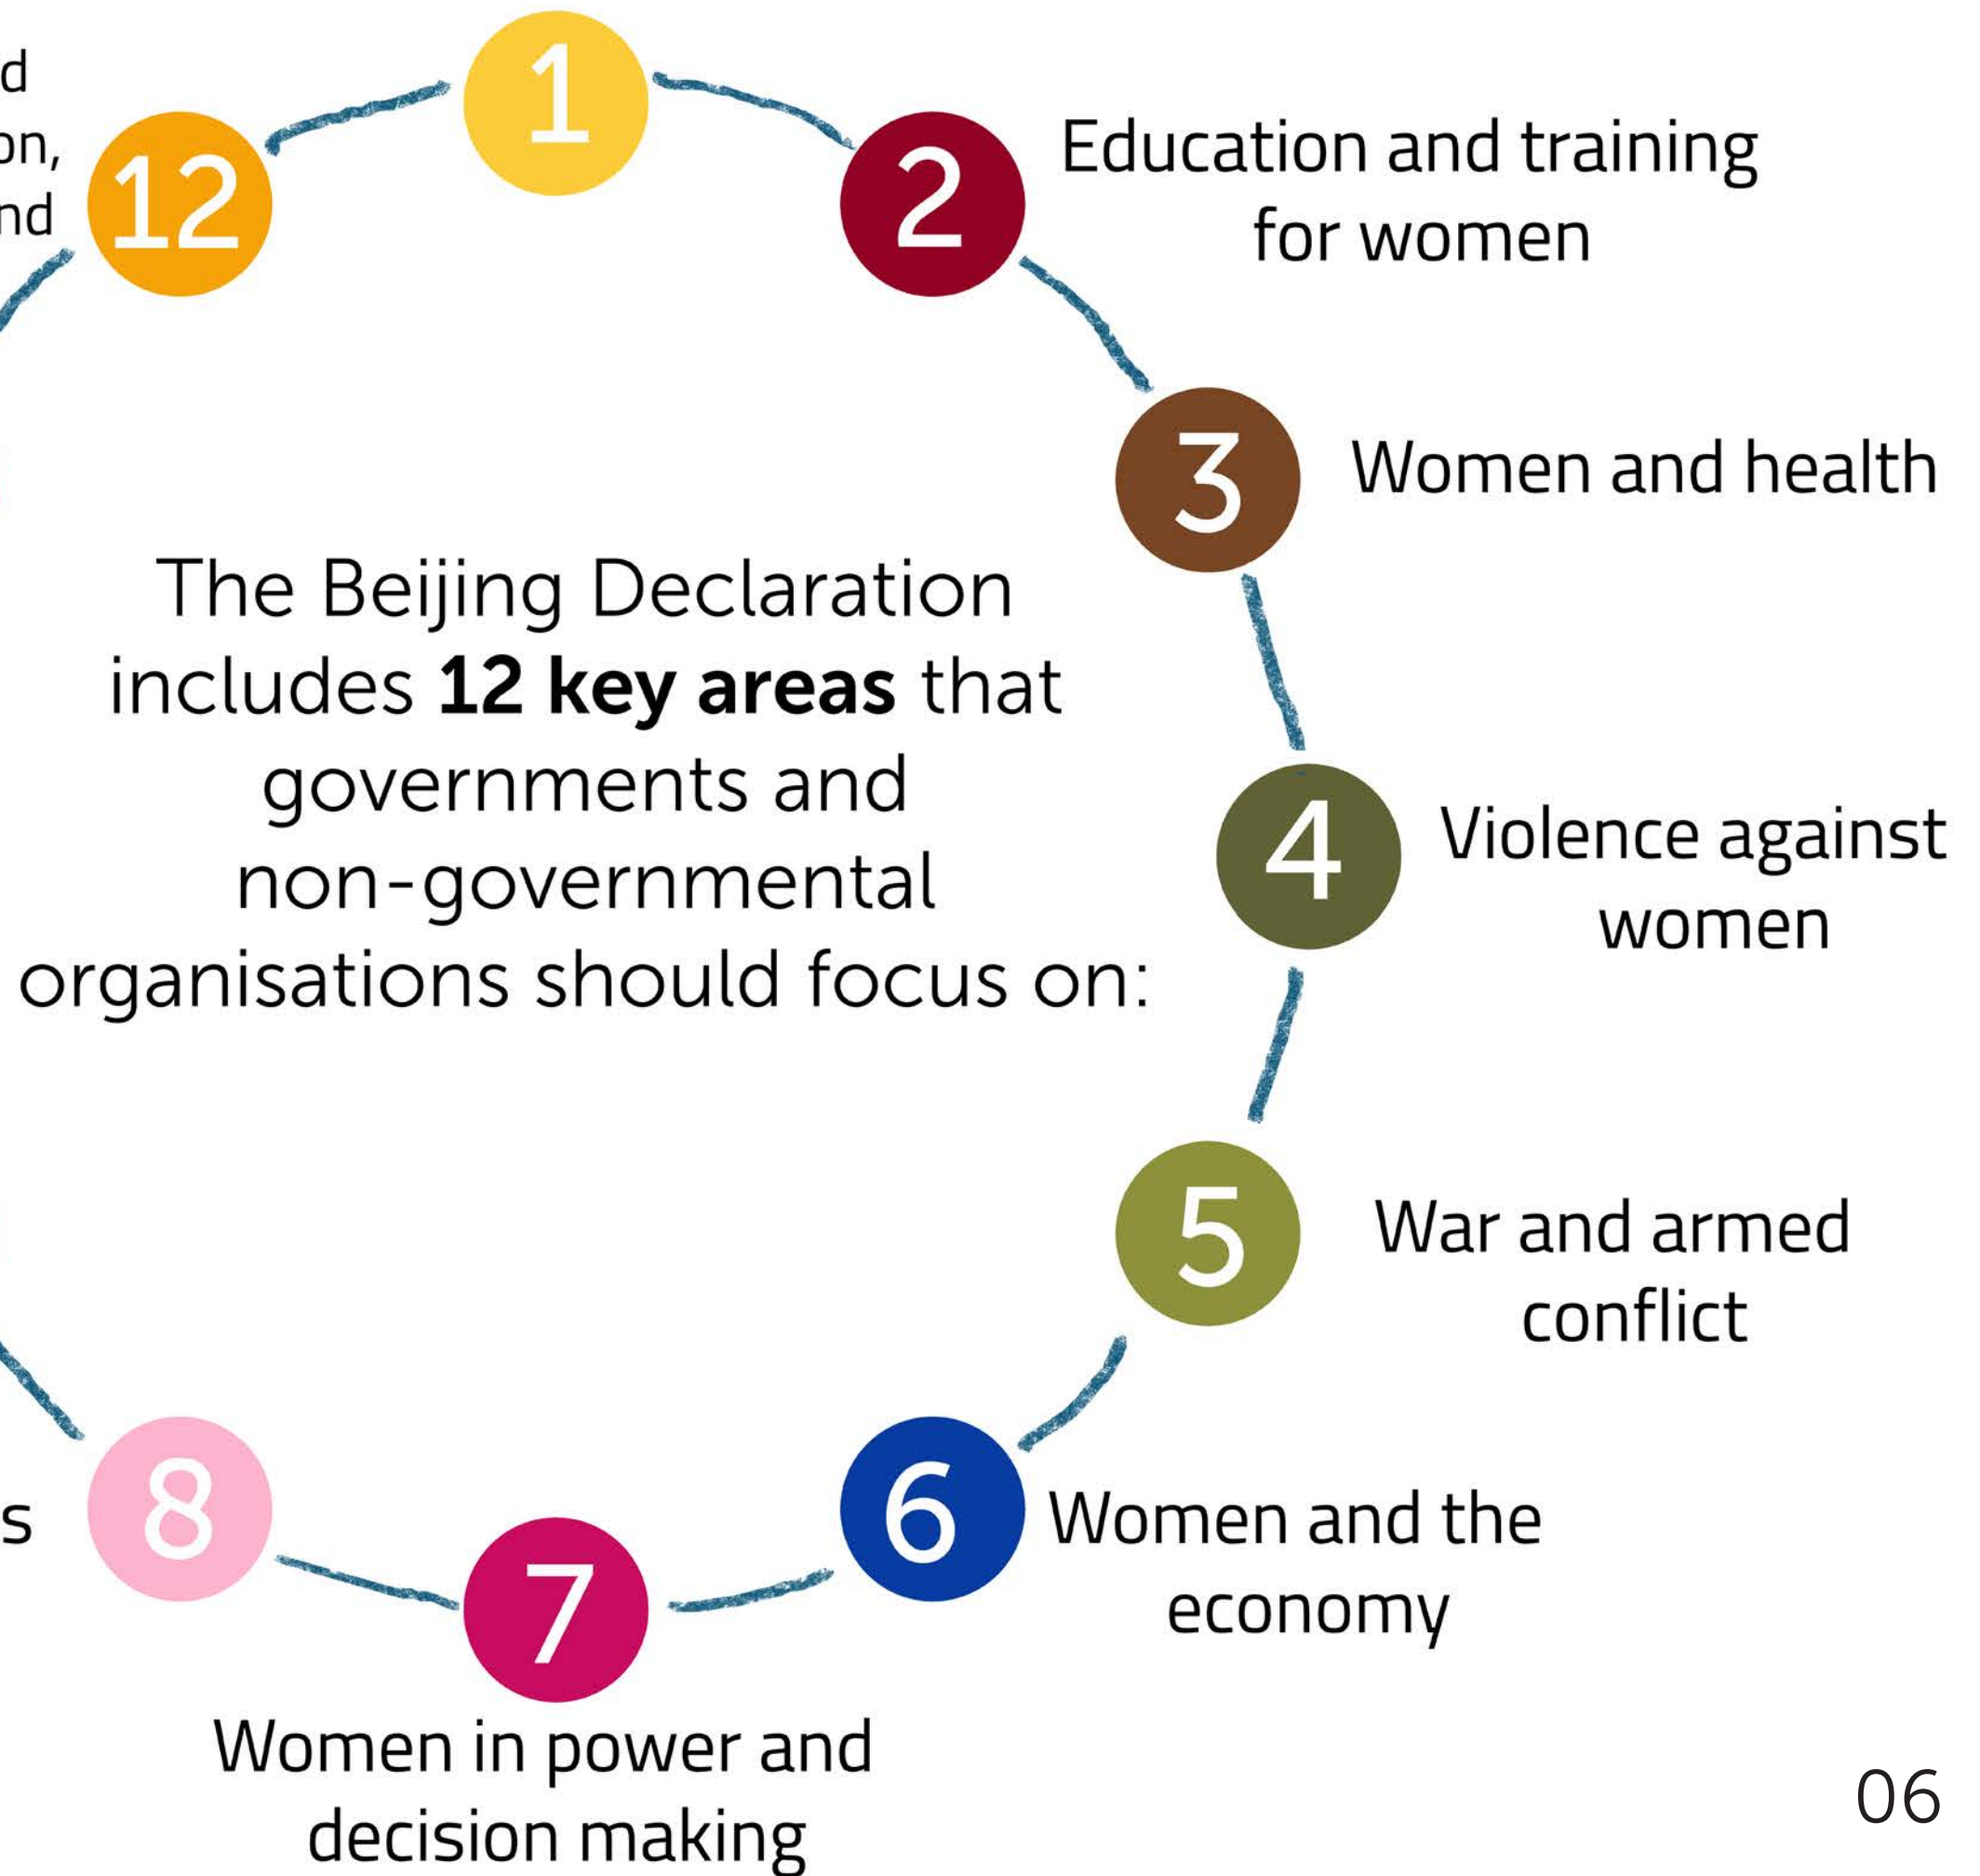 1
2
Education and training
for women
3
Women and health
4
Violence against
women
5
War and armed
conflict
6
Women and the
economy
7
Women in power and
decision making
8
12
nd
The Beijing Declaration
includes 12 key areas that
governments and
non-governmental
organisations should focus on:
06